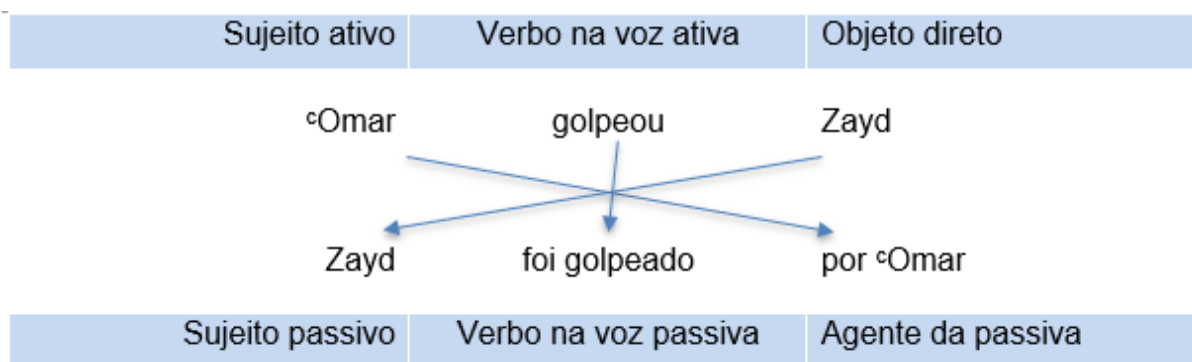 Sujeito ativo Verbo na voz ativa Objeto direto
ᶜOmar golpeou Zayd
Zayd foi golpeado por ᶜOmar
Sujeito passivo Verbo na voz passiva Agente da passiva